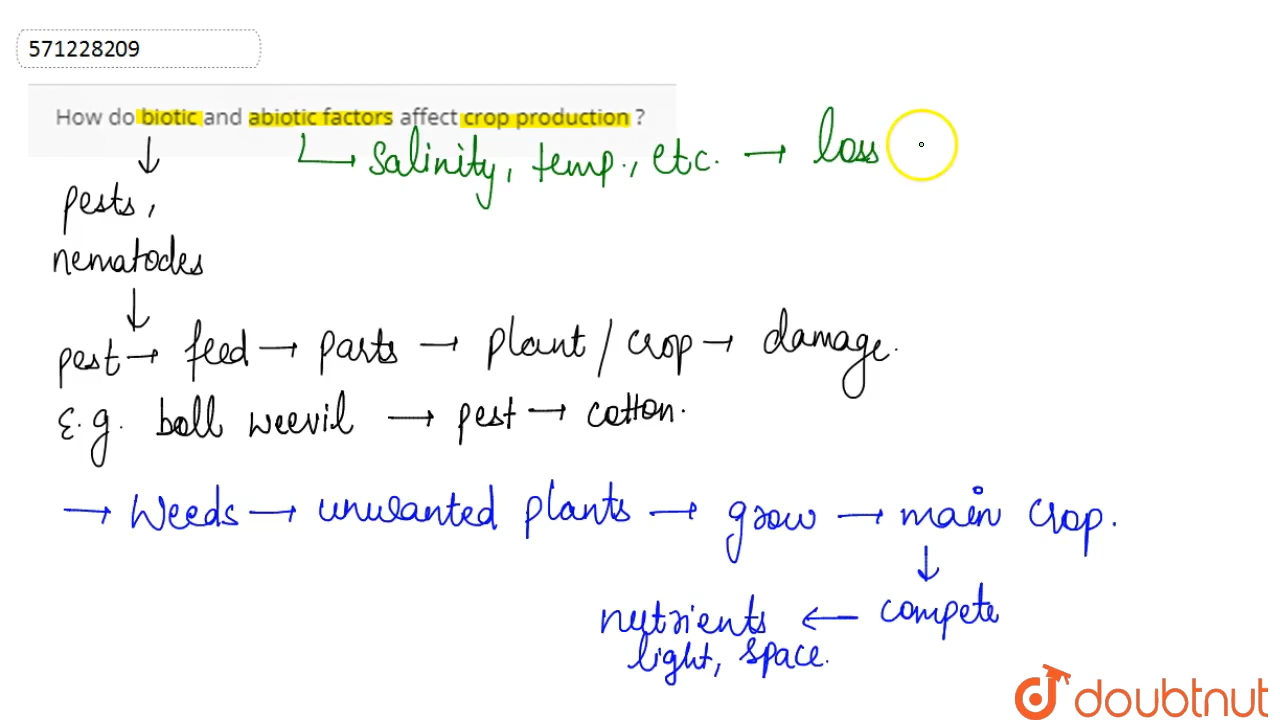 571228209
How do biotic and abiotic factors affect crop production ?
↓ ↳ Salinity, temp., etc. → loss
pests,
nematodes
↓
pest → feed → parts → plant / crop → damage.
E.g. boll weevil → pest → cotton.
→ Weeds → unwanted plants → grow → main crop.
↓
nutrients ← compete
light, space.
doubtnut